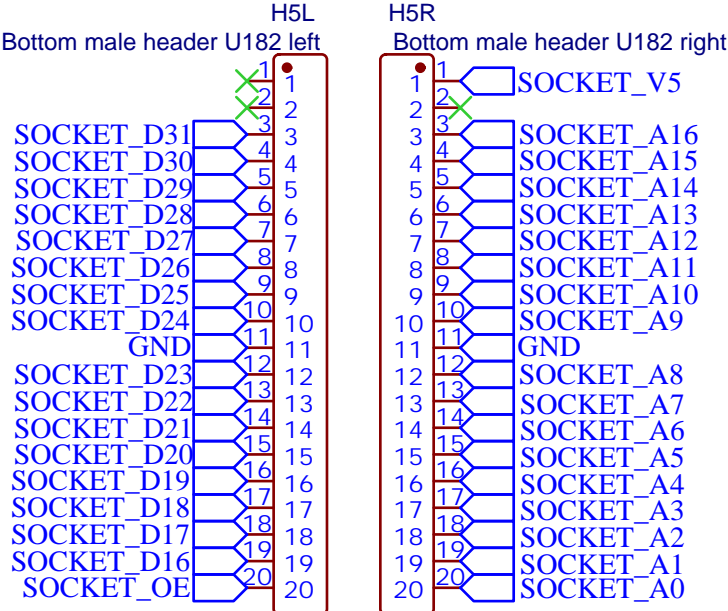 H5L H5R
Bottom male header U182 left Bottom male header U182 right
1 1 1 1 SOCKET_V5
2 2 2 2
SOCKET_D31 3 3 3 3 SOCKET_A16
SOCKET_D30 4 4 4 4 SOCKET_A15
SOCKET_D29 5 5 5 5 SOCKET_A14
SOCKET_D28 6 6 6 6 SOCKET_A13
SOCKET_D27 7 7 7 7 SOCKET_A12
SOCKET_D26 8 8 8 8 SOCKET_A11
SOCKET_D25 9 9 9 9 SOCKET_A10
SOCKET_D24 10 10 10 10 SOCKET_A9
GND 11 11 11 11 GND
SOCKET_D23 12 12 12 12 SOCKET_A8
SOCKET_D22 13 13 13 13 SOCKET_A7
SOCKET_D21 14 14 14 14 SOCKET_A6
SOCKET_D20 15 15 15 15 SOCKET_A5
SOCKET_D19 16 16 16 16 SOCKET_A4
SOCKET_D18 17 17 17 17 SOCKET_A3
SOCKET_D17 18 18 18 18 SOCKET_A2
SOCKET_D16 19 19 19 19 SOCKET_A1
SOCKET_OE 20 20 20 20 SOCKET_A0